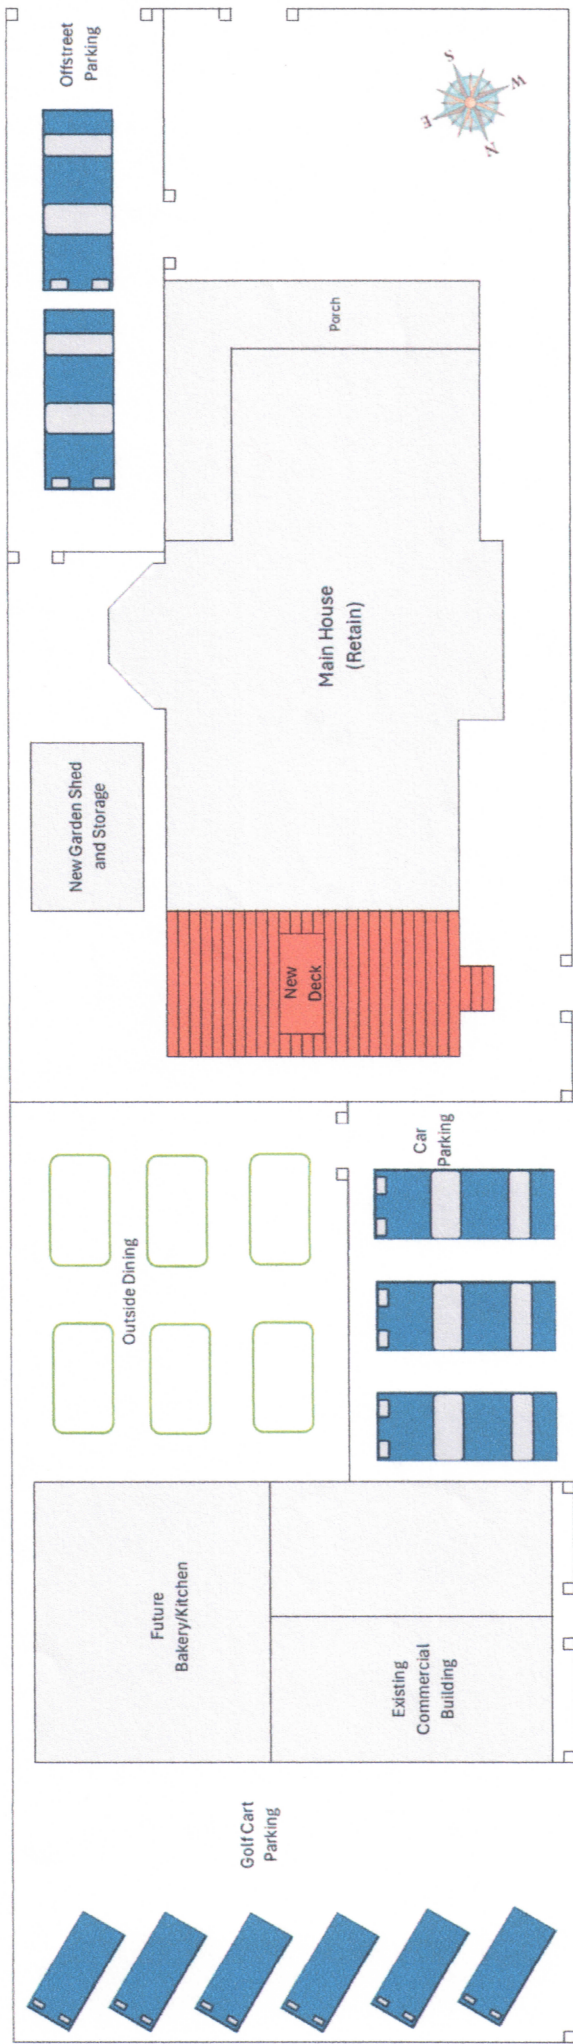 Offstreet
Parking
S
W
E
N
Porch
Main House
(Retain)
New Garden Shed
and Storage
New
Deck
Car
Parking
Outside Dining
Future
Bakery/Kitchen
Existing
Commercial
Building
Golf Cart
Parking